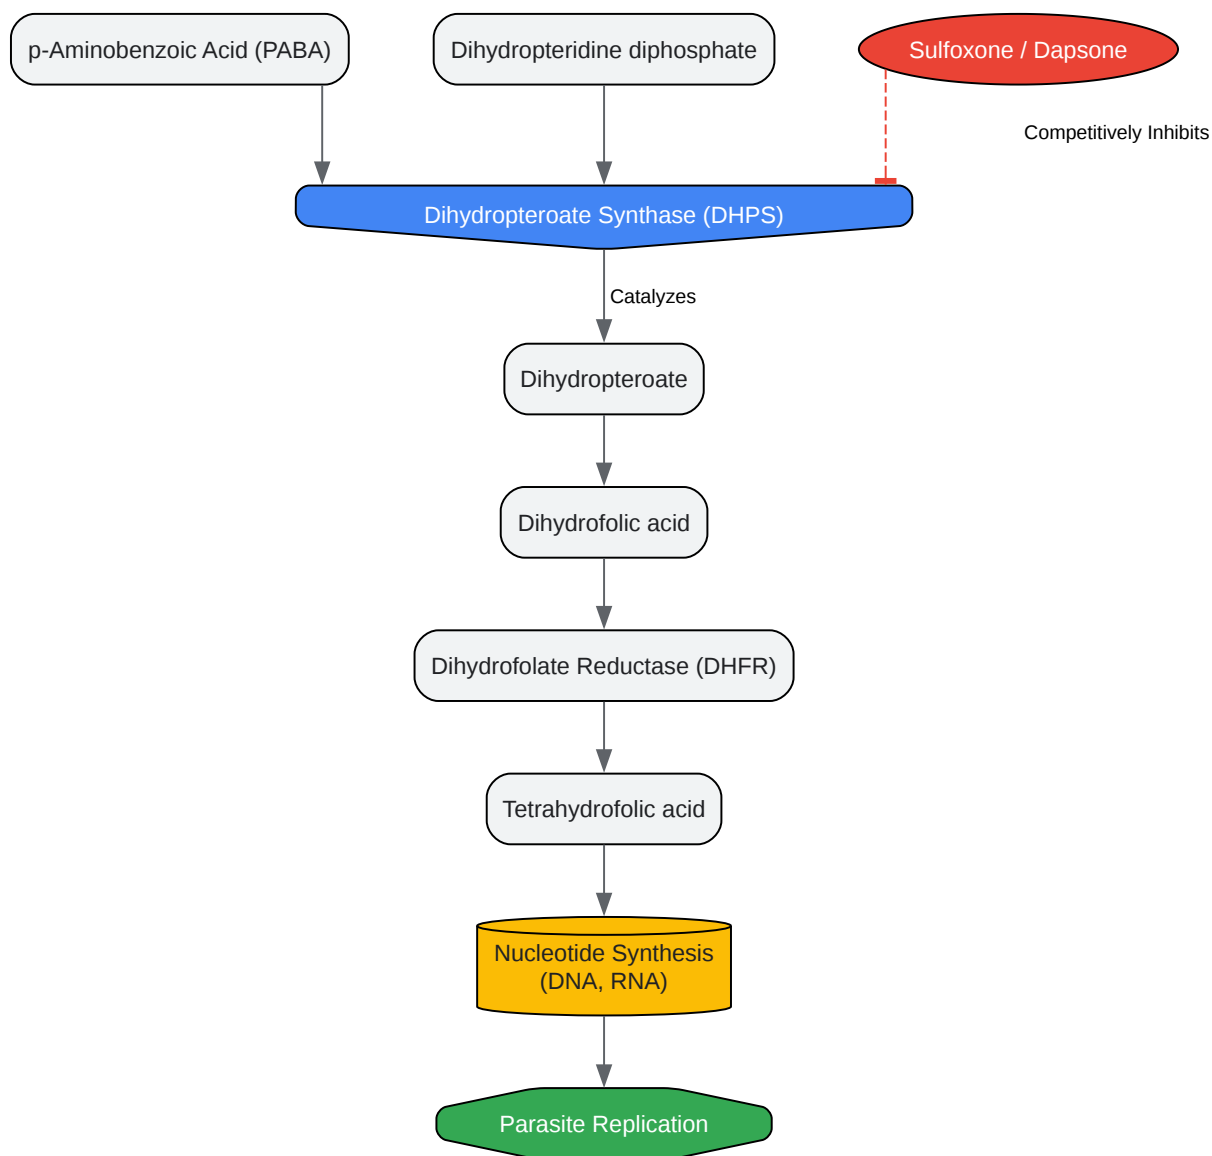 p-Aminobenzoic Acid (PABA)
Dihydropteridine diphosphate
Sulfoxone / Dapsone
Competitively Inhibits
Dihydropteroate Synthase (DHPS)
Catalyzes
Dihydropteroate
Dihydrofolic acid
Dihydrofolate Reductase (DHFR)
Tetrahydrofolic acid
Nucleotide Synthesis
(DNA, RNA)
Parasite Replication